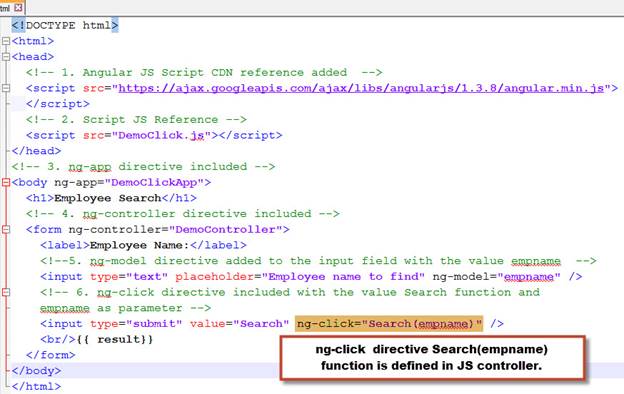 tml
<!DOCTYPE html>
<html>
<head>
<!-- 1. Angular JS Script CDN reference added  -->
<script src="https://ajax.googleapis.com/ajax/libs/angularjs/1.3.8/angular.min.js">
</script>
<!-- 2. Script JS Reference -->
<script src="DemoClick.js"></script>
</head>
<!-- 3. ng-app directive included -->
<body ng-app="DemoClickApp">
<h1>Employee Search</h1>
<!-- 4. ng-controller directive included -->
<form ng-controller="DemoController">
<label>Employee Name:</label>
<!--5. ng-model directive added to the input field with the value empname  -->
<input type="text" placeholder="Employee name to find" ng-model="empname" />
<!-- 6. ng-click directive included with the value Search function and
empname as parameter -->
<input type="submit" value="Search" ng-click="Search(empname)" />
<br/>{{ result}}
</form>
</body>
</html>
ng-click directive Search(empname)
function is defined in JS controller.